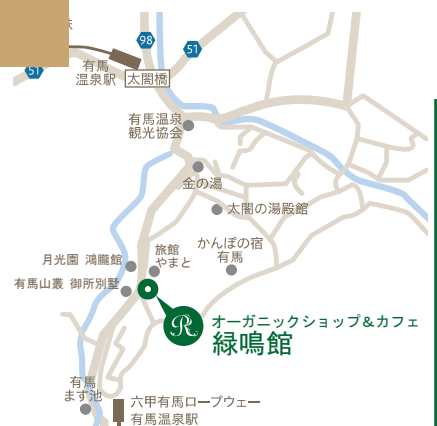 98
51
51
有馬
温泉駅
太閤橋
有馬温泉
観光協会
金の湯
太閤の湯殿館
かんぽの宿
有馬
旅館
やまと
月光園 鴻朧館
有馬山叢 御所別墅
R
オーガニックショップ&カフェ
緑鳴館
有馬
ます池
六甲有馬ロープウェー
有馬温泉駅